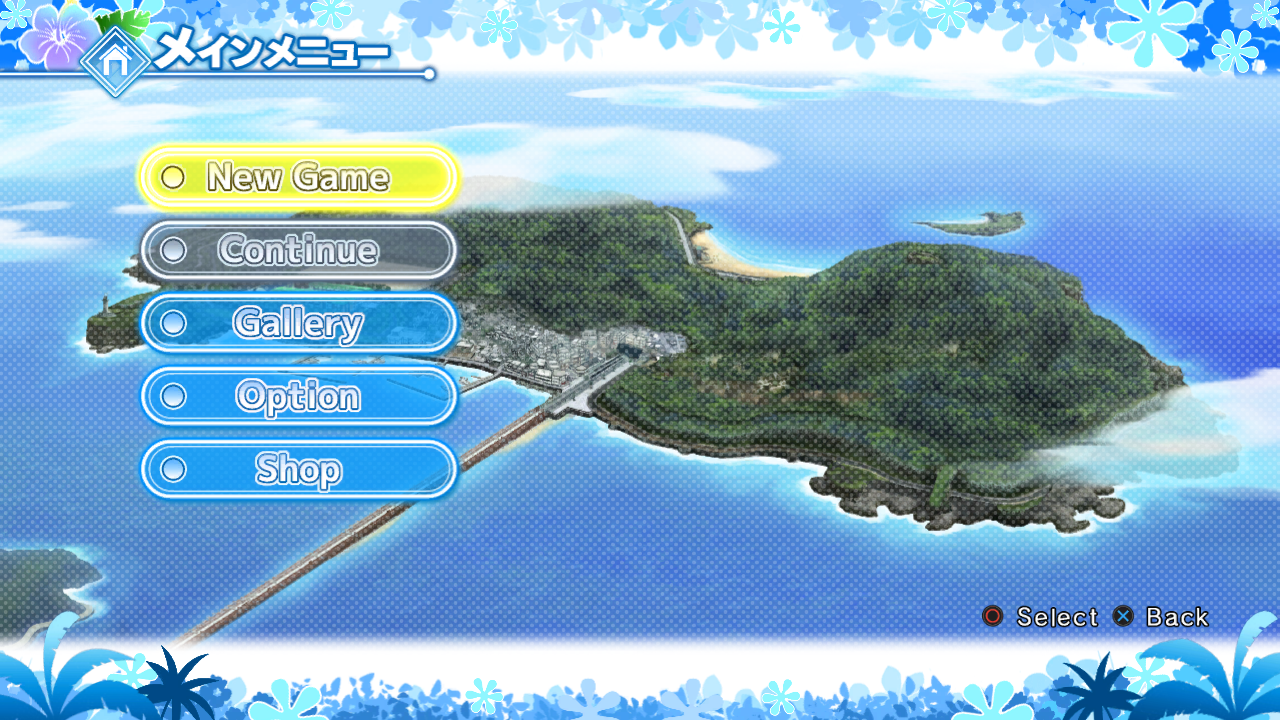 メインメニュー
New Game
Continue
Gallery
Option
Shop
Select Back